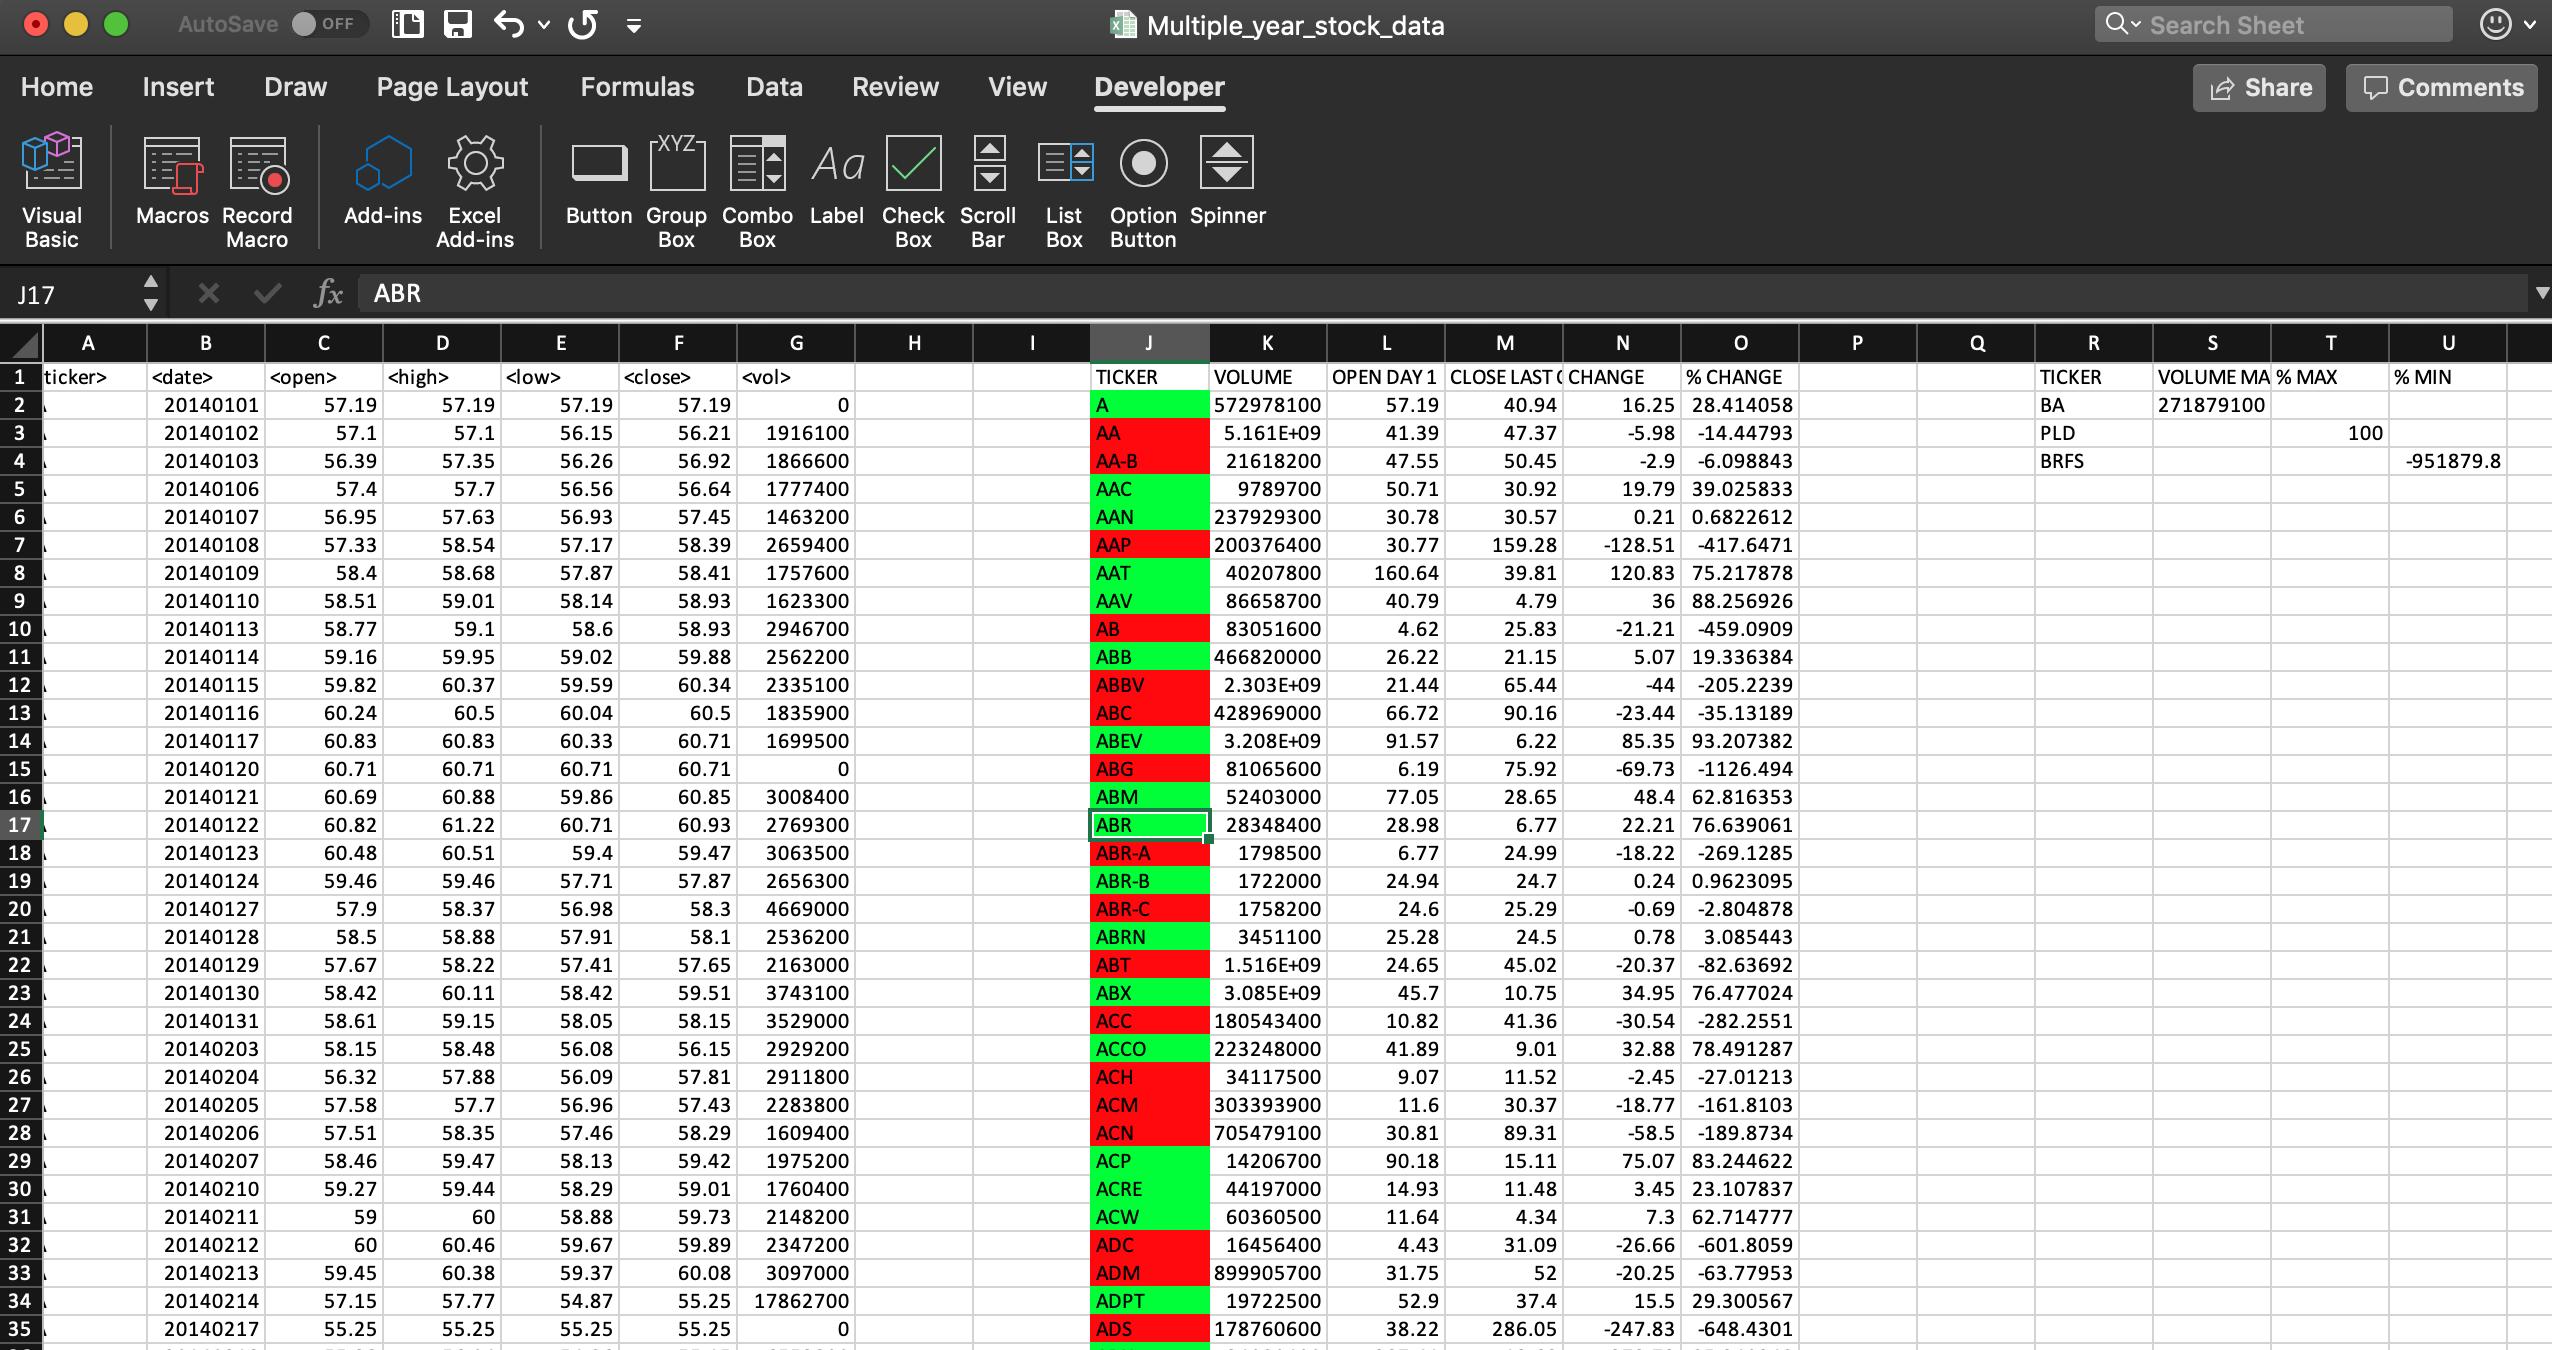 AutoSave OFF Multiple_year_stock_data Search Sheet
Home Insert Draw Page Layout Formulas Data Review View Developer Share Comments
XYZ Aa
Visual Basic Macros Record Macro Add-ins Excel Add-ins Button Group Box Combo Box Label Check Box Scroll Bar List Box Option Button Spinner
J17 fx ABR
A B C D E F G H I J K L M N O P Q R S T U
1 ticker> <date> <open> <high> <low> <close> <vol> TICKER VOLUME OPEN DAY 1 CLOSE LAST CHANGE % CHANGE TICKER VOLUME MA % MAX % MIN
2 20140101 57.19 57.19 57.19 57.19 0 A 572978100 57.19 40.94 16.25 28.414058 BA 271879100
3 20140102 57.1 57.1 56.15 56.21 1916100 AA 5.161E+09 41.39 47.37 -5.98 -14.44793 PLD 100
4 20140103 56.39 57.35 56.26 56.92 1866600 AA-B 21618200 47.55 50.45 -2.9 -6.098843 BRFS -951879.8
5 20140106 57.4 57.7 56.56 56.64 1777400 AAC 9789700 50.71 30.92 19.79 39.025833
6 20140107 56.95 57.63 56.93 57.45 1463200 AAN 237929300 30.78 30.57 0.21 0.6822612
7 20140108 57.33 58.54 57.17 58.39 2659400 AAP 200376400 30.77 159.28 -128.51 -417.6471
8 20140109 58.4 58.68 57.87 58.41 1757600 AAT 40207800 160.64 39.81 120.83 75.217878
9 20140110 58.51 59.01 58.14 58.93 1623300 AAV 86658700 40.79 4.79 36 88.256926
10 20140113 58.77 59.1 58.6 58.93 2946700 AB 83051600 4.62 25.83 -21.21 -459.0909
11 20140114 59.16 59.95 59.02 59.88 2562200 ABB 466820000 26.22 21.15 5.07 19.336384
12 20140115 59.82 60.37 59.59 60.34 2335100 ABBV 2.303E+09 21.44 65.44 -44 -205.2239
13 20140116 60.24 60.5 60.04 60.5 1835900 ABC 428969000 66.72 90.16 -23.44 -35.13189
14 20140117 60.83 60.83 60.33 60.71 1699500 ABEV 3.208E+09 91.57 6.22 85.35 93.207382
15 20140120 60.71 60.71 60.71 60.71 0 ABG 81065600 6.19 75.92 -69.73 -1126.494
16 20140121 60.69 60.88 59.86 60.85 3008400 ABM 52403000 77.05 28.65 48.4 62.816353
17 20140122 60.82 61.22 60.71 60.93 2769300 ABR 28348400 28.98 6.77 22.21 76.639061
18 20140123 60.48 60.51 59.4 59.47 3063500 ABR-A 1798500 6.77 24.99 -18.22 -269.1285
19 20140124 59.46 59.46 57.71 57.87 2656300 ABR-B 1722000 24.94 24.7 0.24 0.9623095
20 20140127 57.9 58.37 56.98 58.3 4669000 ABR-C 1758200 24.6 25.29 -0.69 -2.804878
21 20140128 58.5 58.88 57.91 58.1 2536200 ABRN 3451100 25.28 24.5 0.78 3.085443
22 20140129 57.67 58.22 57.41 57.65 2163000 ABT 1.516E+09 24.65 45.02 -20.37 -82.63692
23 20140130 58.42 60.11 58.42 59.51 3743100 ABX 3.085E+09 45.7 10.75 34.95 76.477024
24 20140131 58.61 59.15 58.05 58.15 3529000 ACC 180543400 10.82 41.36 -30.54 -282.2551
25 20140203 58.15 58.48 56.08 56.15 2929200 ACCO 223248000 41.89 9.01 32.88 78.491287
26 20140204 56.32 57.88 56.09 57.81 2911800 ACH 34117500 9.07 11.52 -2.45 -27.01213
27 20140205 57.58 57.7 56.96 57.43 2283800 ACM 303393900 11.6 30.37 -18.77 -161.8103
28 20140206 57.51 58.35 57.46 58.29 1609400 ACN 705479100 30.81 89.31 -58.5 -189.8734
29 20140207 58.46 59.47 58.13 59.42 1975200 ACP 14206700 90.18 15.11 75.07 83.244622
30 20140210 59.27 59.44 58.29 59.01 1760400 ACRE 44197000 14.93 11.48 3.45 23.107837
31 20140211 59 60 58.88 59.73 2148200 ACW 60360500 11.64 4.34 7.3 62.714777
32 20140212 60 60.46 59.67 59.89 2347200 ADC 16456400 4.43 31.09 -26.66 -601.8059
33 20140213 59.45 60.38 59.37 60.08 3097000 ADM 899905700 31.75 52 -20.25 -63.77953
34 20140214 57.15 57.77 54.87 55.25 17862700 ADPT 19722500 52.9 37.4 15.5 29.300567
35 20140217 55.25 55.25 55.25 55.25 0 ADS 178760600 38.22 286.05 -247.83 -648.4301